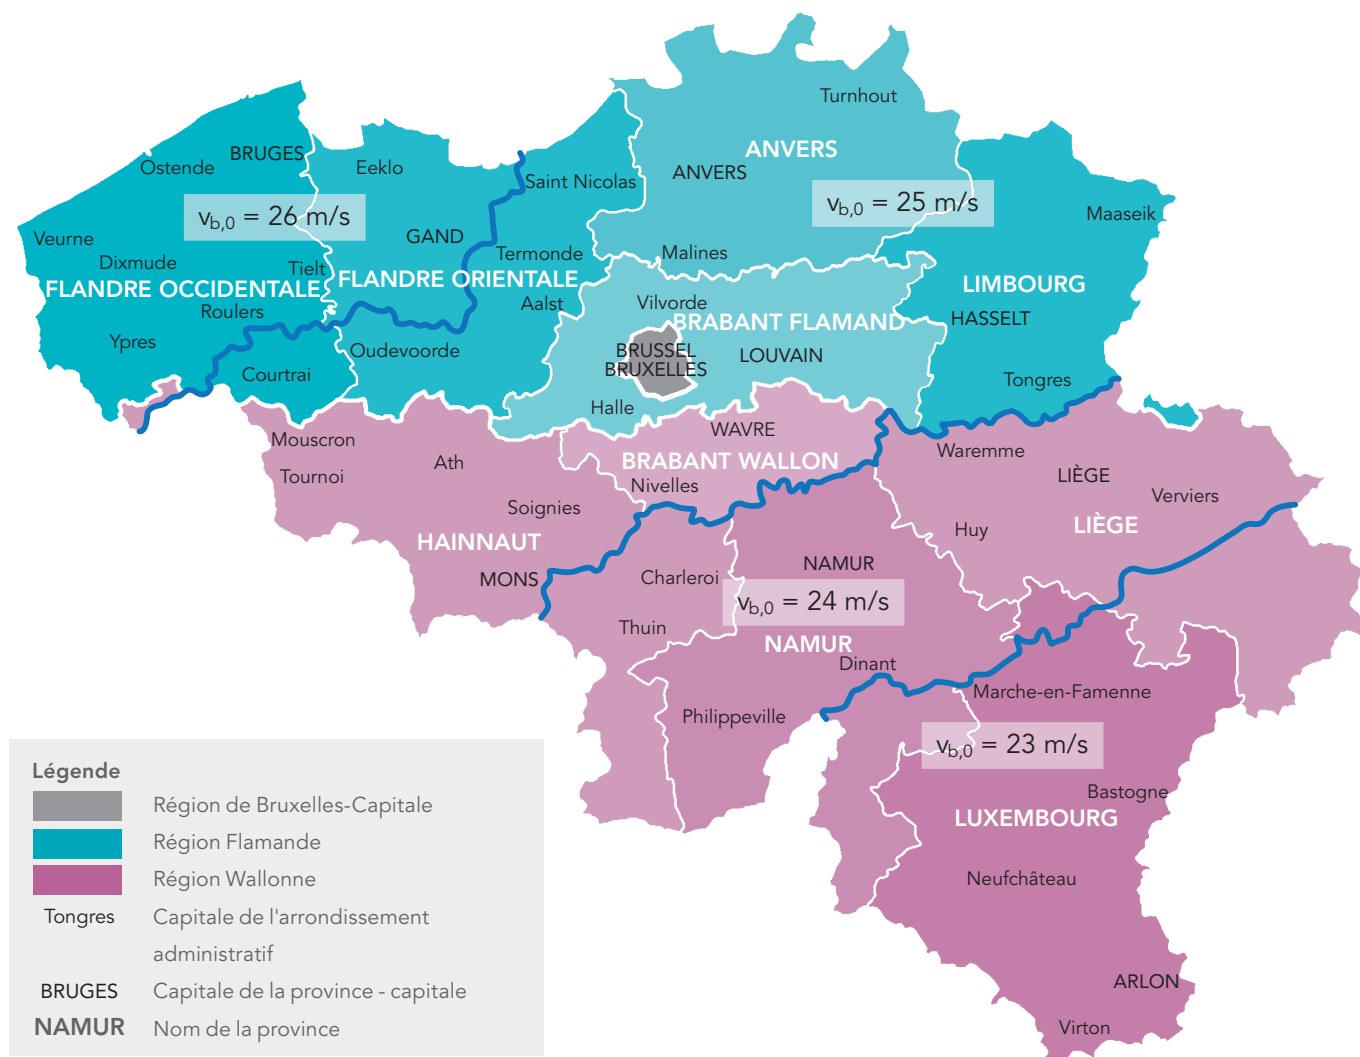 Turnhout
ANVERS
BRUGES
Ostende
Eeklo
ANVERS
Saint Nicolas
v_b,0 = 26 m/s
v_b,0 = 25 m/s
Maaseik
Veurne
GAND
Termonde
Malines
Dixmude
Tielt
FLANDRE OCCIDENTALE
FLANDRE ORIENTALE
LIMBOURG
Aalst
Vilvorde
Roulers
BRABANT FLAMAND
HASSELT
Ypres
Oudevoorde
BRUSSEL
BRUXELLES
LOUVAIN
Courtrai
Tongres
Halle
WAVRE
Mouscron
Waremme
Ath
BRABANT WALLON
Tournoi
LIÈGE
Nivelles
Verviers
Soignies
Huy
LIÈGE
HAINNAUT
NAMUR
MONS
Charleroi
v_b,0 = 24 m/s
Thuin
NAMUR
Dinant
Marche-en-Famenne
Philippeville
v_b,0 = 23 m/s
Bastogne
LUXEMBOURG
Neufchâteau
ARLON
Virton
Légende
Région de Bruxelles-Capitale
Région Flamande
Région Wallonne
Tongres Capitale de l'arrondissement
administratif
BRUGES Capitale de la province - capitale
NAMUR Nom de la province